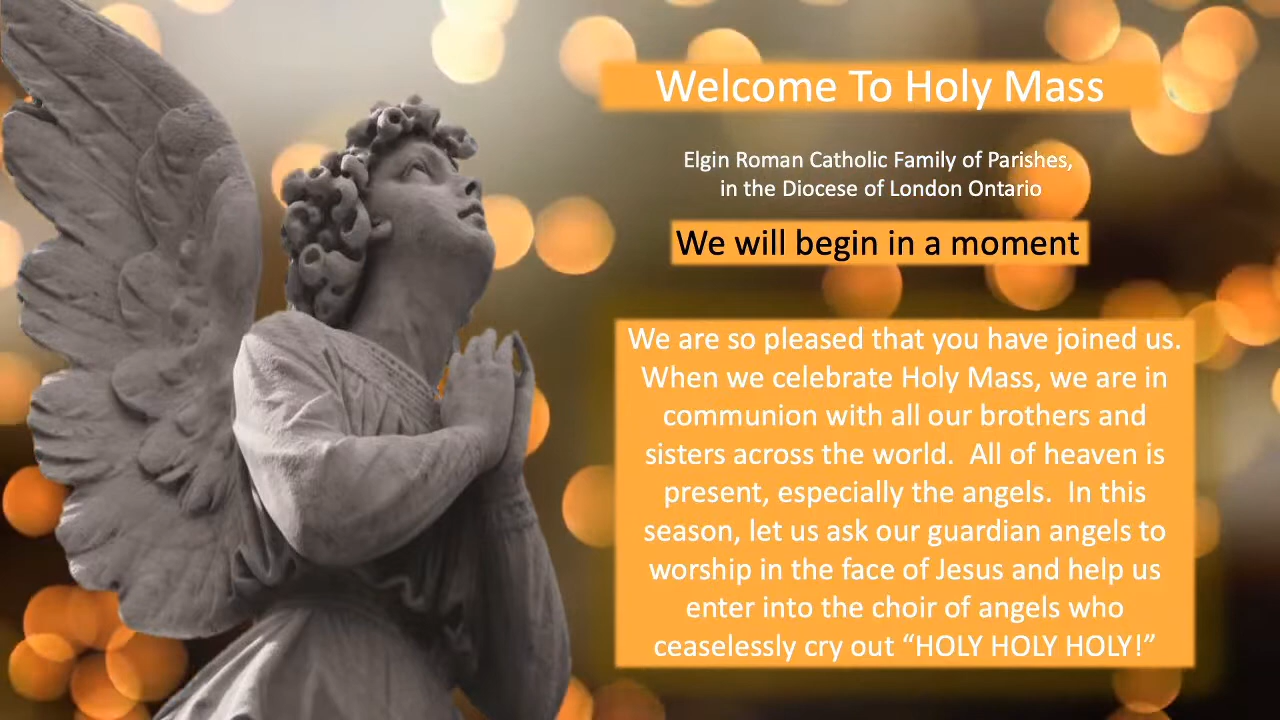 Welcome To Holy Mass
Elgin Roman Catholic Family of Parishes,
in the Diocese of London Ontario
We will begin in a moment
We are so pleased that you have joined us.
When we celebrate Holy Mass, we are in
communion with all our brothers and
sisters across the world.  All of heaven is
present, especially the angels.  In this
season, let us ask our guardian angels to
worship in the face of Jesus and help us
enter into the choir of angels who
ceaselessly cry out “HOLY HOLY HOLY!”